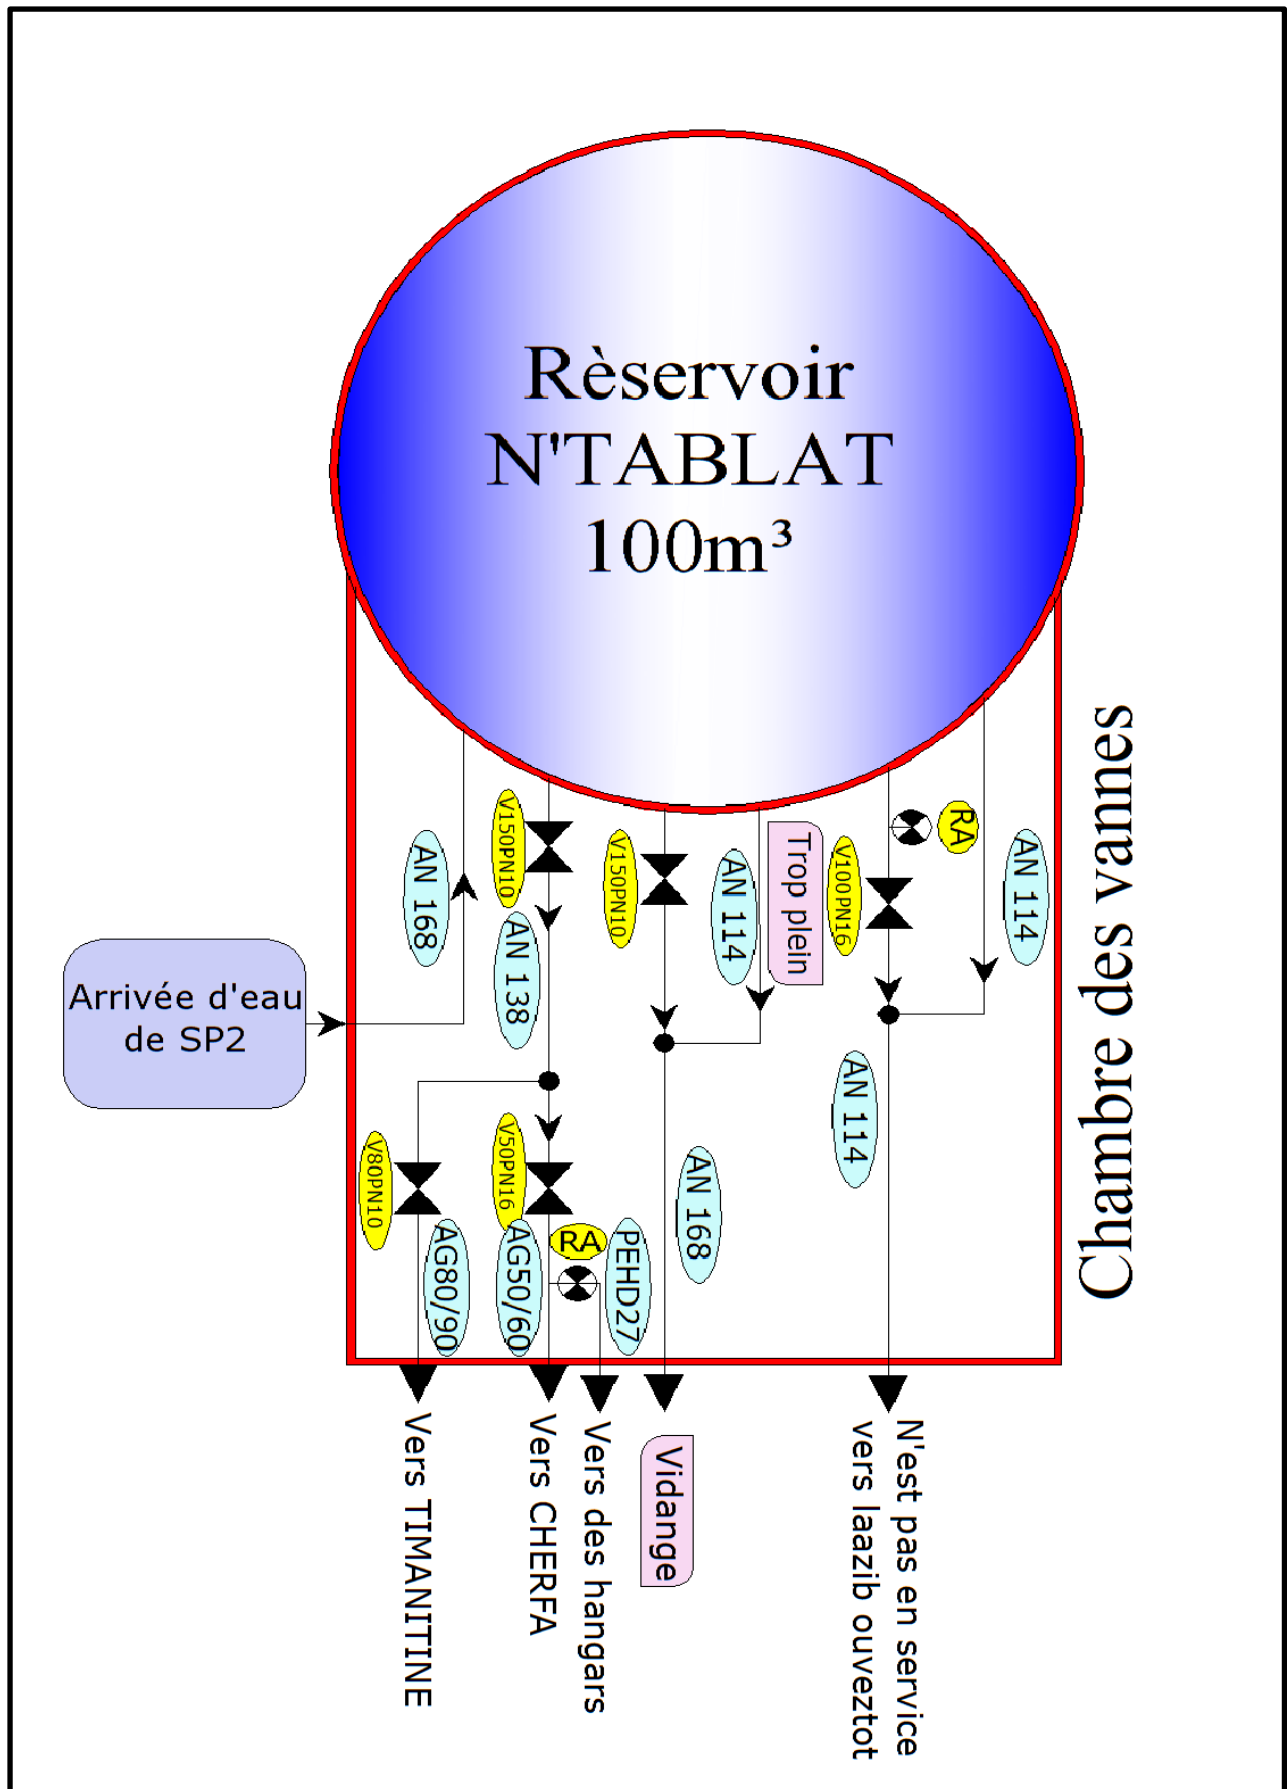 Rèservoir
N'TABLAT
100m³
Chambre des vannes
RA
AN 114
Trop plein
V100PN16
AN 114
V150PN10
V150PN10
AN 168
AN 138
Arrivée d'eau
de SP2
AN 114
AN 168
V50PN16
V80PN10
RA
PEHD27
AG50/60
AG80/90
N'est pas en service
vers laazib ouveztot
Vidange
Vers des hangars
Vers CHERFA
Vers TIMANITINE